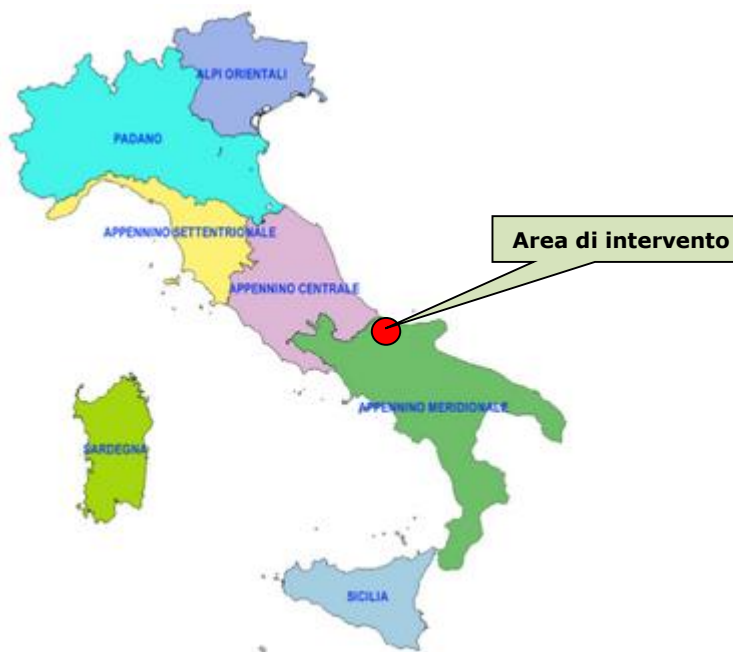 ALPI ORIENTALI
PADANO
APPENNINO SETTENTRIONALE
Area di intervento
APPENNINO CENTRALE
APPENNINO MERIDIONALE
SARDEGNA
SICILIA